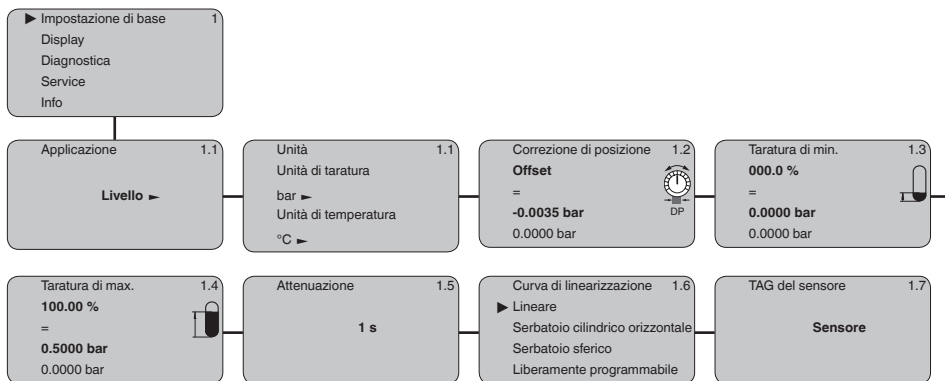 ► Impostazione di base 1
Display
Diagnostica
Service
Info
Applicazione 1.1
Livello ►
Unità 1.1
Unità di taratura
bar ►
Unità di temperatura
°C ►
Correzione di posizione 1.2
Offset
=
-0.0035 bar
0.0000 bar
DP
Taratura di min. 1.3
000.0 %
=
0.0000 bar
0.0000 bar
Taratura di max. 1.4
100.00 %
=
0.5000 bar
0.0000 bar
Attenuazione 1.5
1 s
Curva di linearizzazione 1.6
► Lineare
Serbatoio cilindrico orizzontale
Serbatoio sferico
Liberamente programmabile
TAG del sensore 1.7
Sensore